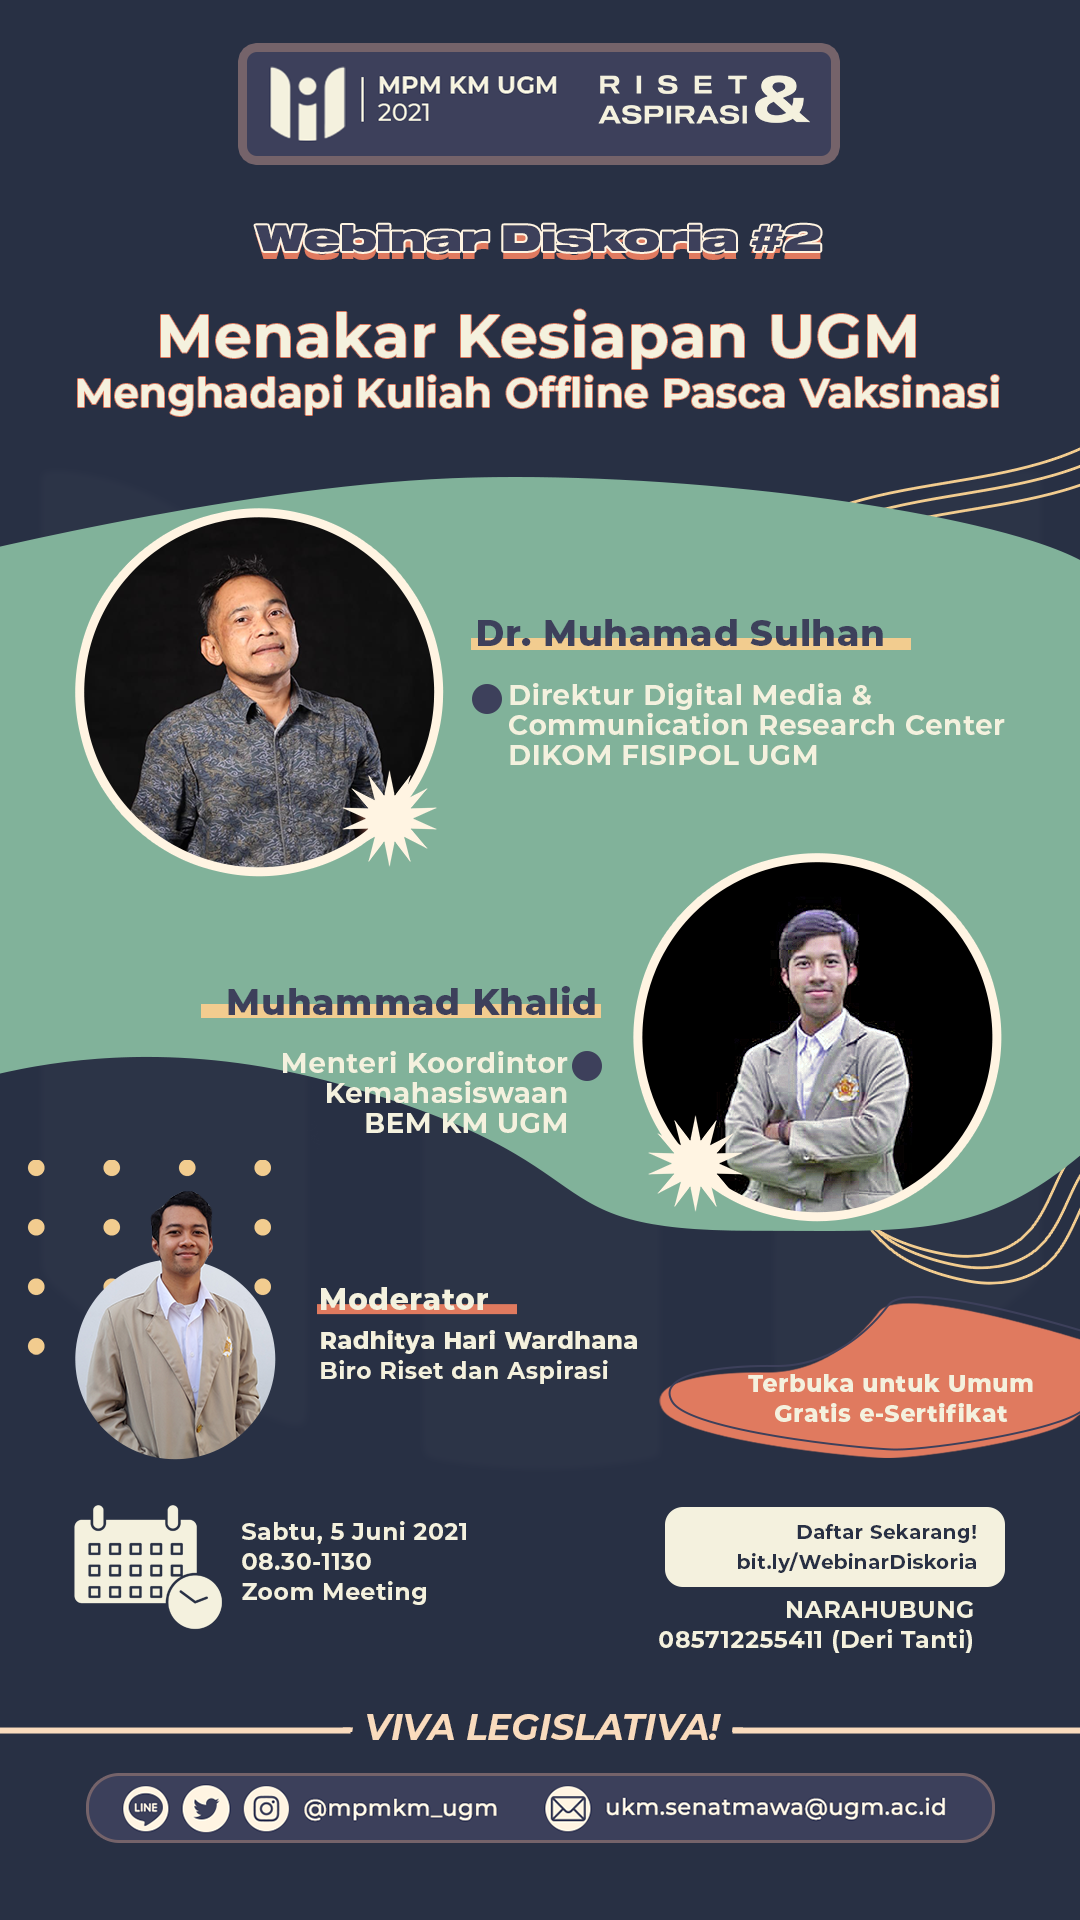 MPM KM UGM
2021
RISET &
ASPIRASI
Webinar Diskoria #2
Menakar Kesiapan UGM
Menghadapi Kuliah Offline Pasca Vaksinasi
Dr. Muhamad Sulhan
Direktur Digital Media &
Communication Research Center
DIKOM FISIPOL UGM
Muhammad Khalid
Menteri Koordintor
Kemahasiswaan
BEM KM UGM
Moderator
Radhitya Hari Wardhana
Biro Riset dan Aspirasi
Terbuka untuk Umum
Gratis e-Sertifikat
Sabtu, 5 Juni 2021
08.30-1130
Zoom Meeting
Daftar Sekarang!
bit.ly/WebinarDiskoria
NARAHUBUNG
085712255411 (Deri Tanti)
VIVA LEGISLATIVA!
LINE @mpmkm_ugm ukm.senatmawa@ugm.ac.id